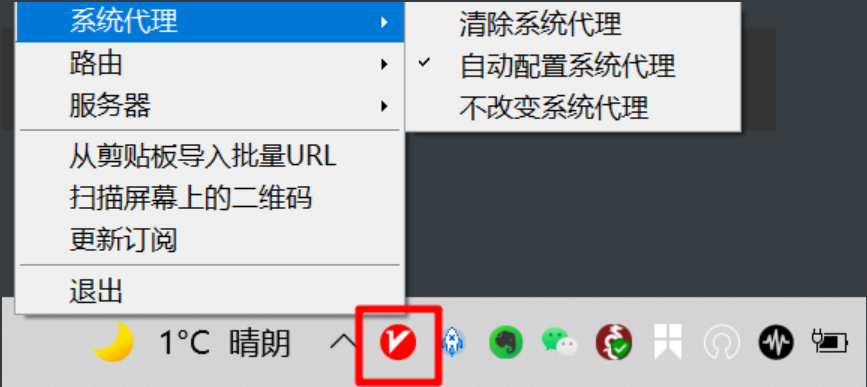 系统代理
路由
服务器
从剪贴板导入批量URL
扫描屏幕上的二维码
更新订阅
退出
清除系统代理
自动配置系统代理
不改变系统代理
1°C 晴朗